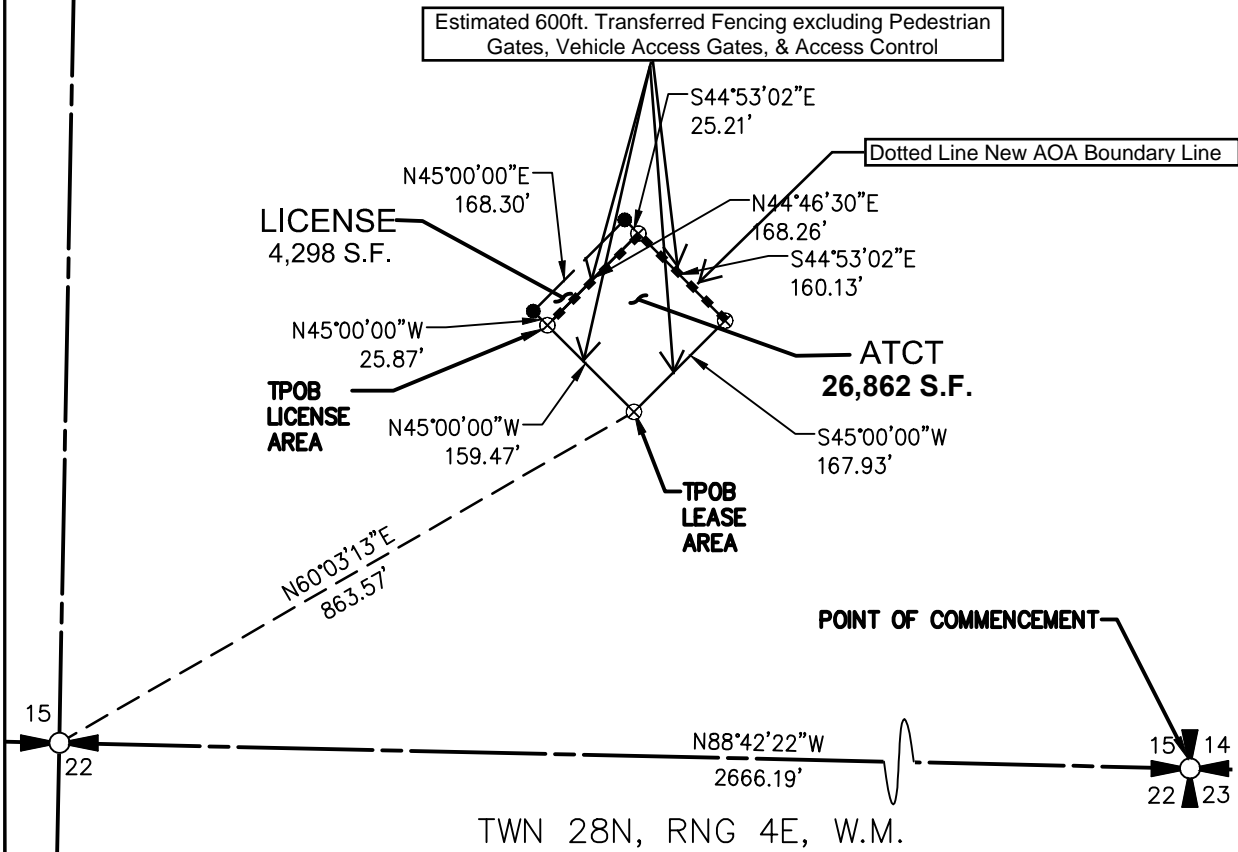 Estimated 600ft. Transferred Fencing excluding Pedestrian
Gates, Vehicle Access Gates, & Access Control
S44°53'02"E
25.21'
Dotted Line New AOA Boundary Line
N45°00'00"E
168.30'
N44°46'30"E
168.26'
LICENSE
4,298 S.F.
S44°53'02"E
160.13'
N45°00'00"W
25.87'
ATCT
26,862 S.F.
TPOB
LICENSE
AREA
N45°00'00"W
159.47'
S45°00'00"W
167.93'
TPOB
LEASE
AREA
N60°03'13"E
863.57'
POINT OF COMMENCEMENT
15
22
N88°42'22"W
2666.19'
15
14
22
23
TWN 28N, RNG 4E, W.M.